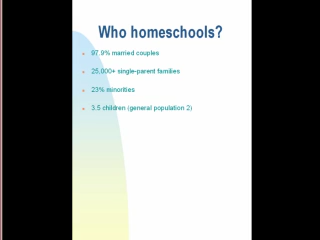 Who homeschools?
97.9% married couples
25,000+ single-parent families
23% minorities
3.5 children (general population 2)